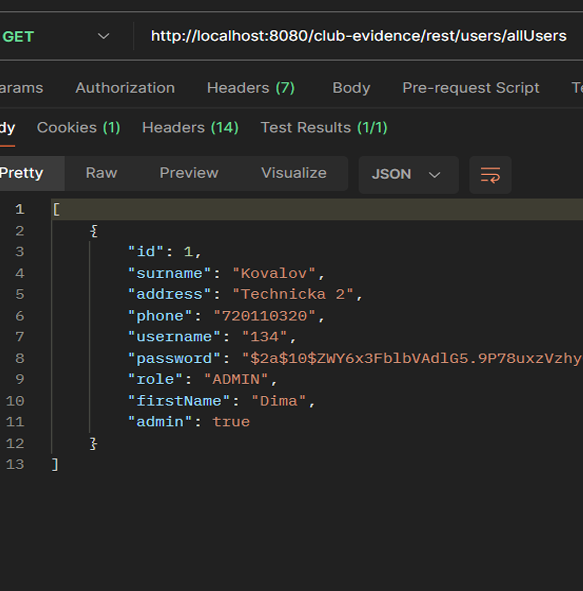 GET http://localhost:8080/club-evidence/rest/users/allUsers
arams Authorization Headers (7) Body Pre-request Script Te
dy Cookies (1) Headers (14) Test Results (1/1)
Pretty Raw Preview Visualize JSON
1 [
2 {
3 "id": 1,
4 "surname": "Kovalov",
5 "address": "Technicka 2",
6 "phone": "720110320",
7 "username": "134",
8 "password": "$2a$10$ZWY6x3FblbVAdlG5.9P78uxzVzhy
9 "role": "ADMIN",
10 "firstName": "Dima",
11 "admin": true
12 }
13 ]